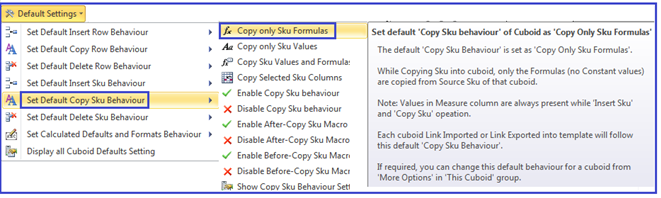 Default Settings
Set Default Insert Row Behaviour
Set Default Copy Row Behaviour
Set Default Delete Row Behaviour
Set Default Insert Sku Behaviour
Set Default Copy Sku Behaviour
Set Default Delete Sku Behaviour
Set Calculated Defaults and Formats Behaviour
Display all Cuboid Defaults Setting
Copy only Sku Formulas
Copy only Sku Values
Copy Sku Values and Formulas
Copy Selected Sku Columns
Enable Copy Sku behaviour
Disable Copy Sku behaviour
Enable After-Copy Sku Macro
Disable After-Copy Sku Macro
Enable Before-Copy Sku Macr
Disable Before-Copy Sku Macr
Show Copy Sku Behaviour Sett
Set default 'Copy Sku behaviour' of Cuboid as 'Copy Only Sku Formulas'
The default 'Copy Sku Behaviour' is set as 'Copy Only Sku Formulas'.
While Copying Sku into cuboid, only the Formulas (no Constant values)
are copied from Source Sku of that cuboid.
Note: Values in Measure column are always present while 'Insert Sku'
and 'Copy Sku' opeation.
Each cuboid Link Imported or Link Exported into template will follow
this default 'Copy Sku Behaviour'.
If required, you can change this default behaviour for a cuboid from
'More Options' in 'This Cuboid' group.